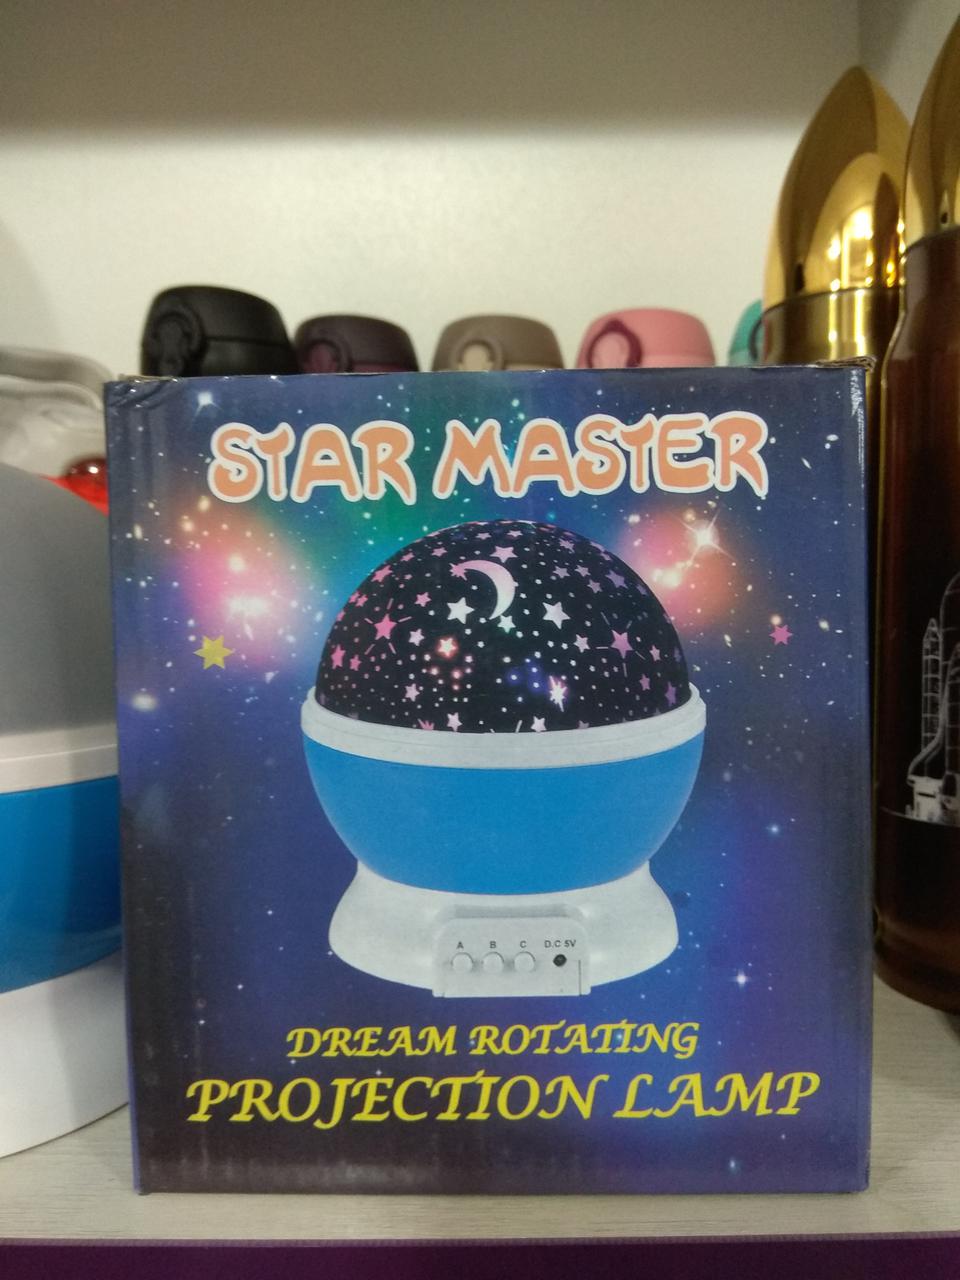 STAR MASTER
A B C D.C 5V
DREAM ROTATING
PROJECTION LAMP